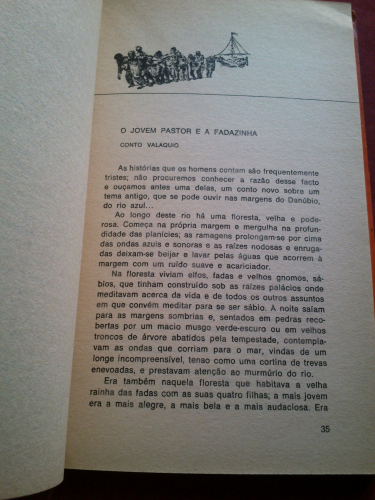 O JOVEM PASTOR E A FADAZINHA
CONTO VALAQUIO
As histórias que os homens contam são frequentemente
tristes; não procuremos conhecer a razão desse facto
e ouçamos antes uma delas, um conto novo sobre um
tema antigo, que se pode ouvir nas margens do Danúbio,
do rio azul...
Ao longo deste rio há uma floresta, velha e pode-
rosa. Começa na própria margem e mergulha na profun-
didade das planícies; as ramagens prolongam-se por cima
das ondas azuis e sonoras e as raízes nodosas e enruga-
das deixam-se beijar e lavar pelas águas que acorrem à
margem com um ruído suave e acariciador.
Na floresta viviam elfos, fadas e velhos gnomos, sá-
bios, que tinham construído sob as raízes palácios onde
meditavam acerca da vida e de todos os outros assuntos
em que convém meditar para se ser sábio. À noite saíam
para as margens sombrias e, sentados em pedras reco-
bertas por um macio musgo verde-escuro ou em velhos
troncos de árvore abatidos pela tempestade, contempla-
vam as ondas que corriam para o mar, vindas de um
longe incompreensível, tenso como uma cortina de trevas
enevoadas, e prestavam atenção ao murmúrio do rio.
Era também naquela floresta que habitava a velha
rainha das fadas com as suas quatro filhas; a mais jovem
era a mais alegre, a mais bela e a mais audaciosa. Era
35